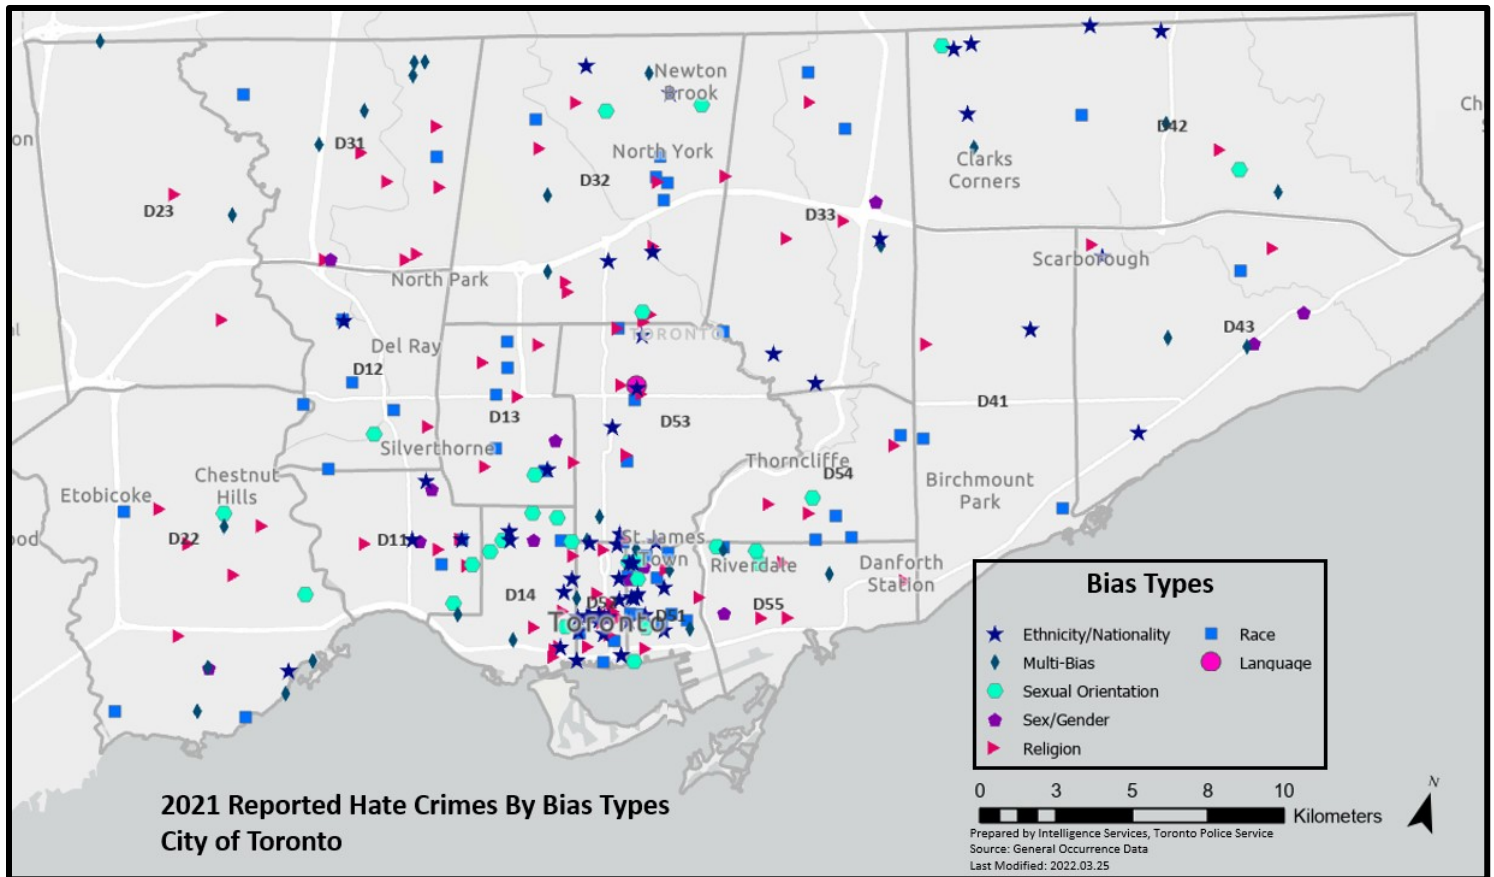 Newton
Brook
D42
D31
North York
Clarks
Corners
D32
D23
D33
Scarborough
North Park
D43
TORONTO
Del Ray
D12
D41
D13
D53
Silverthorne
Thorncliffe
D54
Chestnut
Hills
Birchmount
Park
Etobicoke
D22
D11
St James
Town
Riverdale
Danforth
Station
D14
D51
D55
Toronto
Bias Types
Ethnicity/Nationality
Race
Multi-Bias
Language
Sexual Orientation
Sex/Gender
Religion
2021 Reported Hate Crimes By Bias Types
City of Toronto
0 3 5 8 10
Kilometers
N
Prepared by Intelligence Services, Toronto Police Service
Source: General Occurrence Data
Last Modified: 2022.03.25